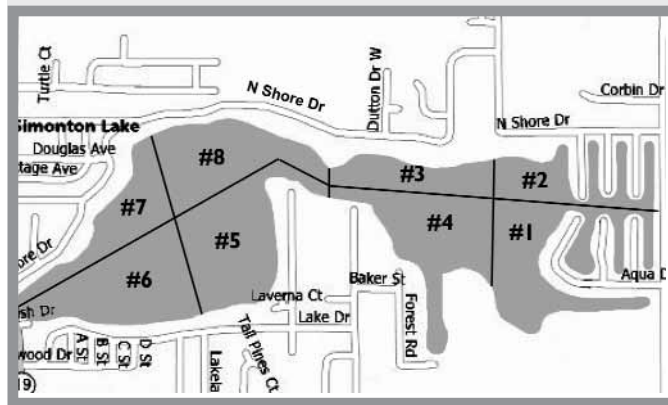 Turtle Ct
N Shore Dr
Dutton Dr W
Corbin Dr
N Shore Dr
Simonton Lake
Douglas Ave
tage Ave
#8
#3
#2
#7
#5
#4
#1
#6
ore Dr
sh Dr
Baker St
Aqua D
Laverna Ct
Lake Dr
Forest Rd
Tall Pines Ct
wood Dr
A St
B St
C St
D St
Lakela
19